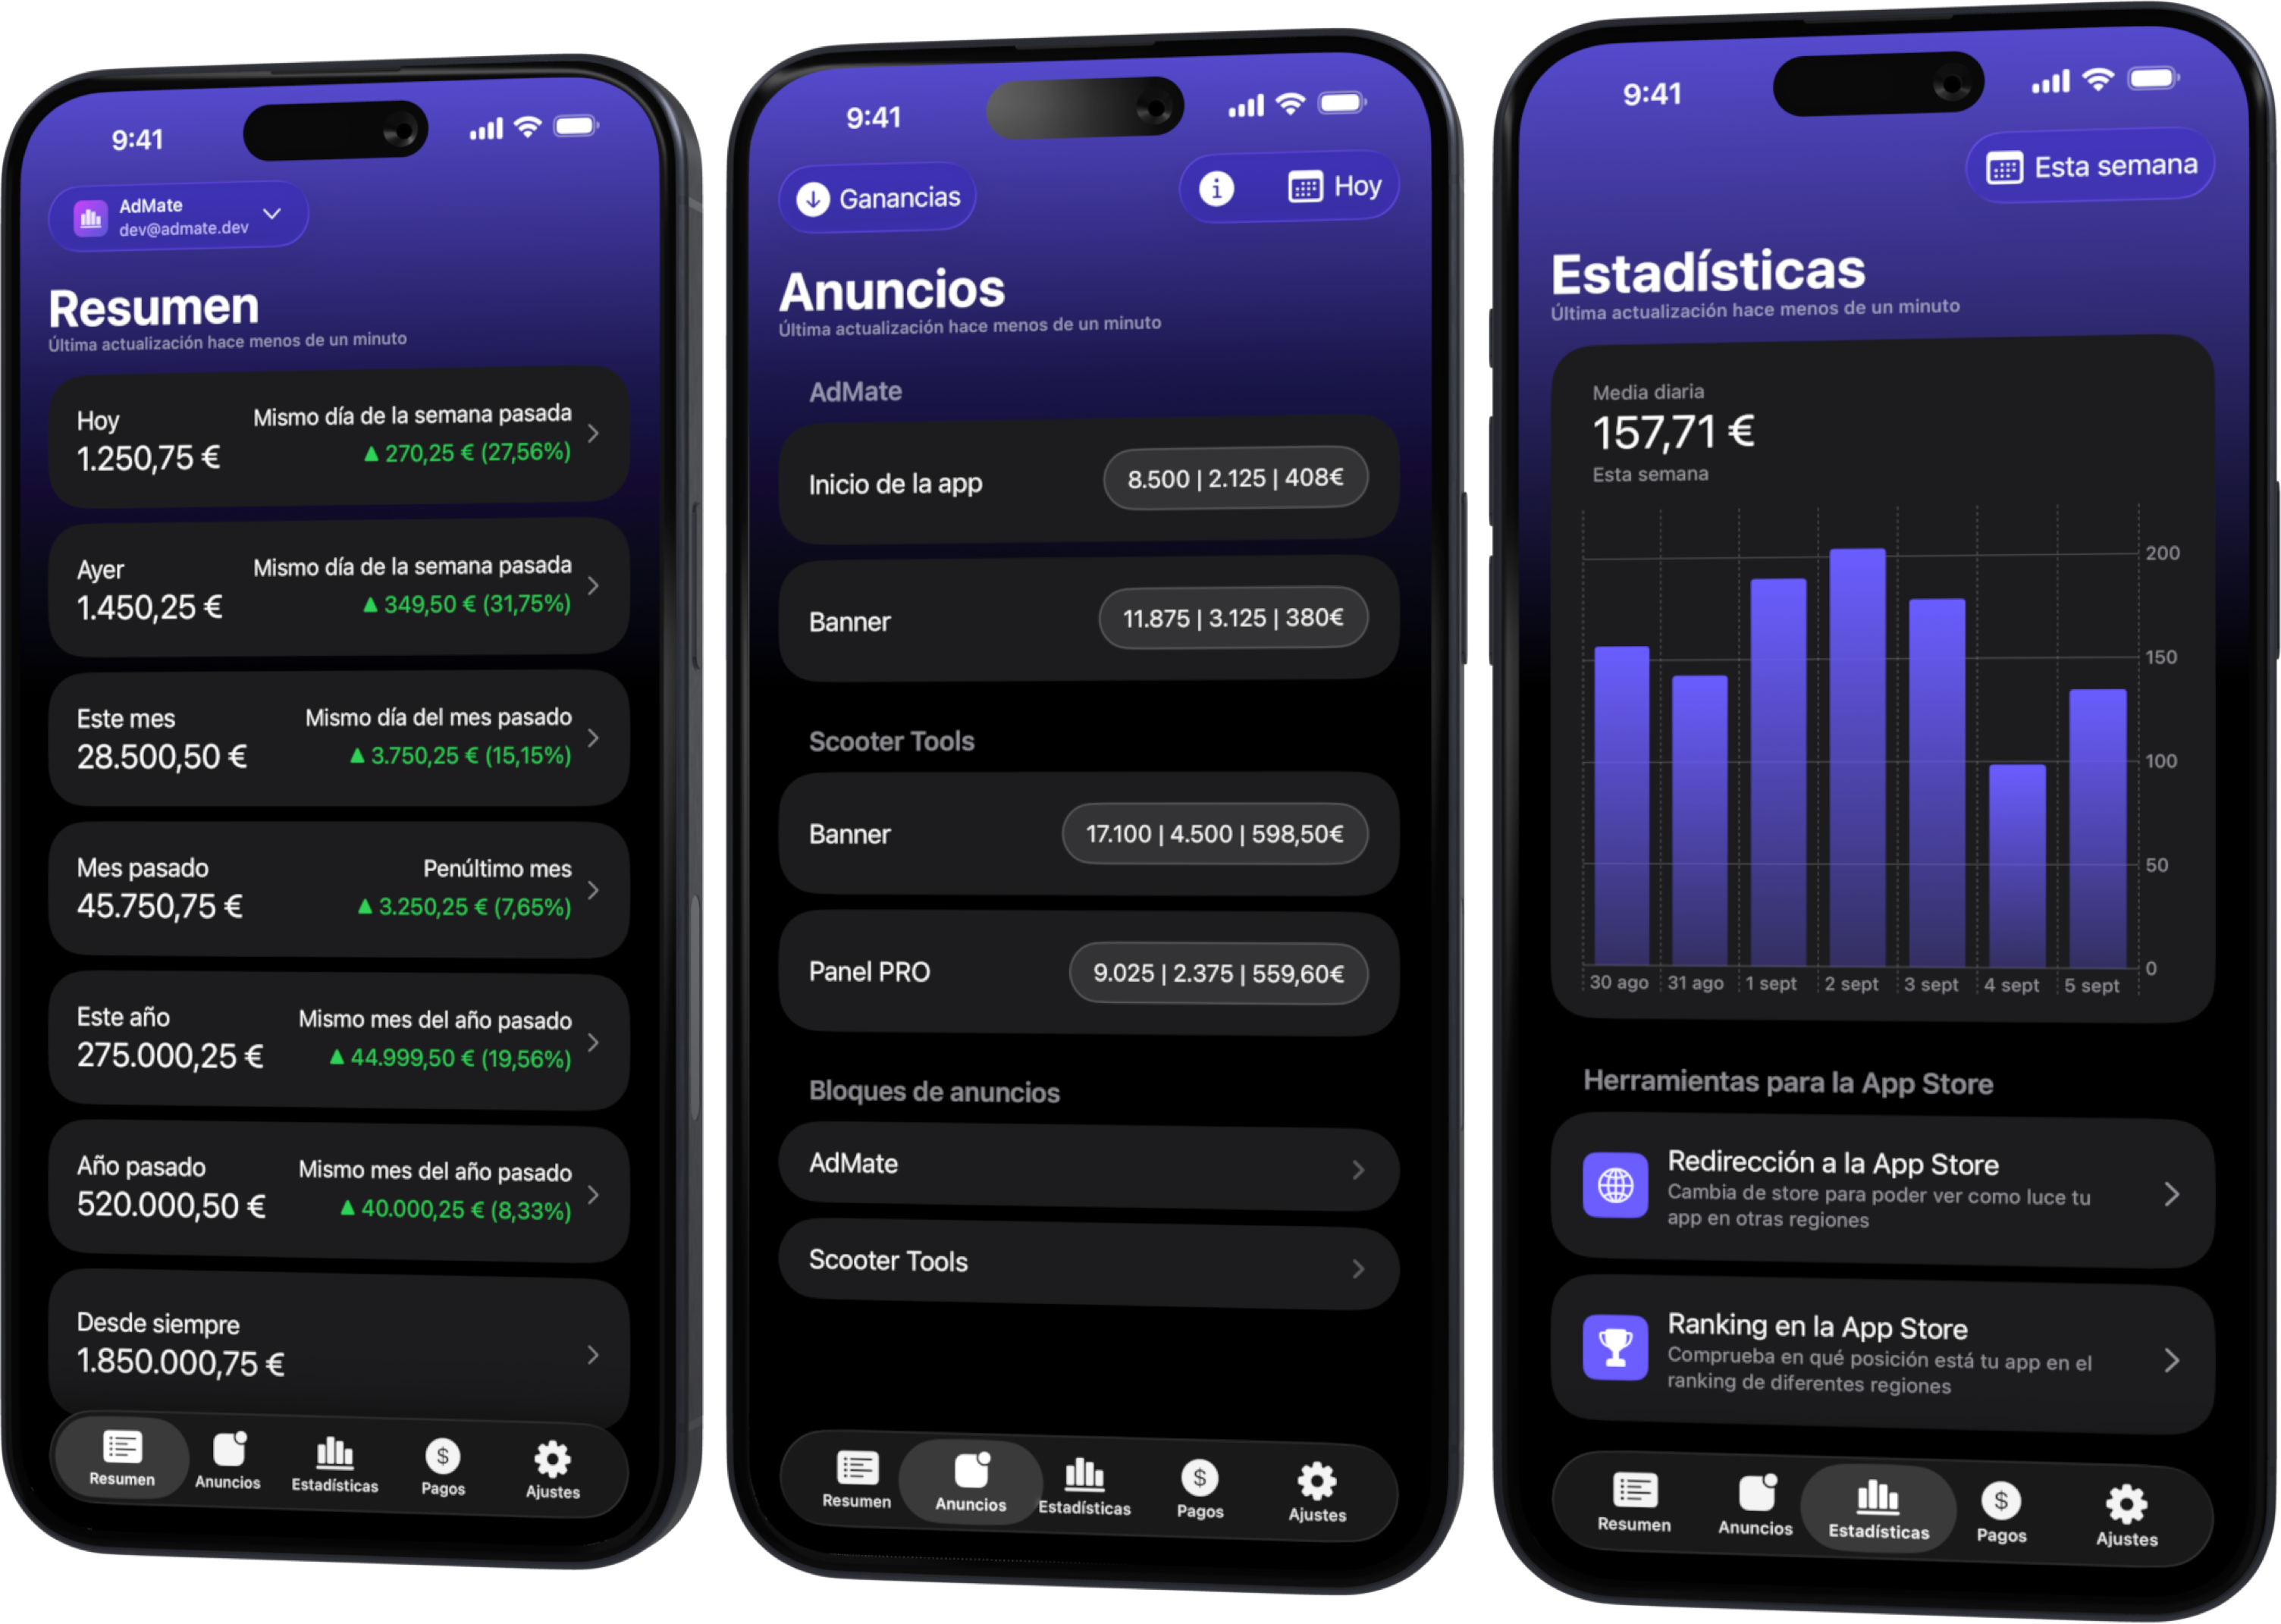 9:41
AdMate
dev@admate.dev
Resumen
Última actualización hace menos de un minuto
Hoy
Mismo día de la semana pasada
1.250,75 €
▲ 270,25 € (27,56%)
Ayer
Mismo día de la semana pasada
1.450,25 €
▲ 349,50 € (31,75%)
Este mes
Mismo día del mes pasado
28.500,50 €
▲ 3.750,25 € (15,15%)
Mes pasado
Penúltimo mes
45.750,75 €
▲ 3.250,25 € (7,65%)
Este año
Mismo mes del año pasado
275.000,25 €
▲ 44.999,50 € (19,56%)
Año pasado
Mismo mes del año pasado
520.000,50 €
▲ 40.000,25 € (8,33%)
Desde siempre
1.850.000,75 €
Resumen
Anuncios
Estadísticas
Pagos
Ajustes
9:41
Ganancias
Hoy
Anuncios
Última actualización hace menos de un minuto
AdMate
Inicio de la app
8.500 | 2.125 | 408€
Banner
11.875 | 3.125 | 380€
Scooter Tools
Banner
17.100 | 4.500 | 598,50€
Panel PRO
9.025 | 2.375 | 559,60€
Bloques de anuncios
AdMate
Scooter Tools
Resumen
Anuncios
Estadísticas
Pagos
Ajustes
9:41
Esta semana
Estadísticas
Última actualización hace menos de un minuto
Media diaria
157,71 €
Esta semana
200
150
100
50
0
30 ago
31 ago
1 sept
2 sept
3 sept
4 sept
5 sept
Herramientas para la App Store
Redirección a la App Store
Cambia de store para poder ver como luce tu
app en otras regiones
Ranking en la App Store
Comprueba en qué posición está tu app en el
ranking de diferentes regiones
Resumen
Anuncios
Estadísticas
Pagos
Ajustes